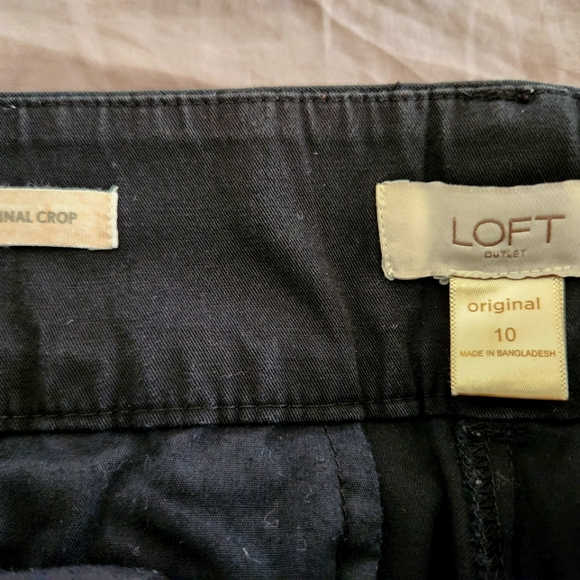 INAL CROP
LOFT
OUTLET
original
10
MADE IN BANGLADESH